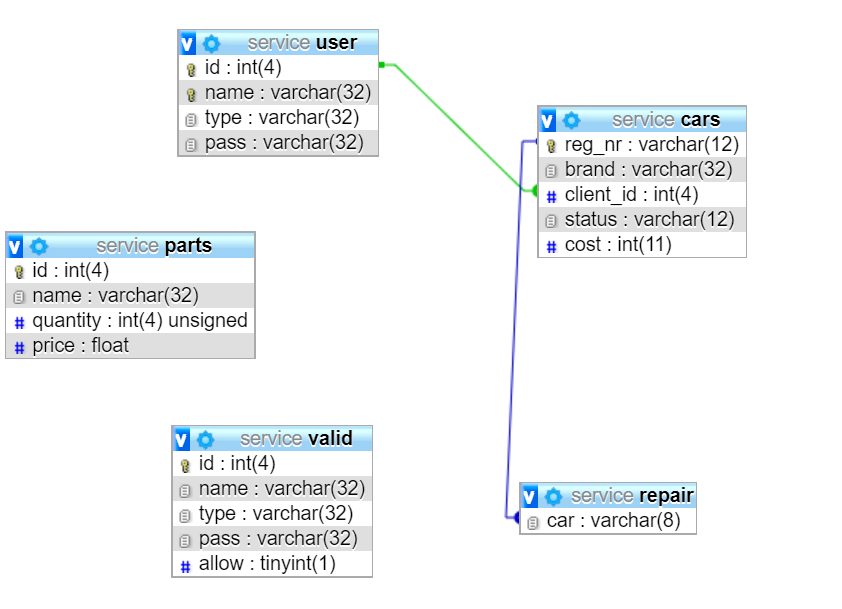 service user
id : int(4)
name : varchar(32)
type : varchar(32)
pass : varchar(32)
service cars
reg_nr : varchar(12)
brand : varchar(32)
client_id : int(4)
status : varchar(12)
cost : int(11)
service parts
id : int(4)
name : varchar(32)
quantity : int(4) unsigned
price : float
service valid
id : int(4)
name : varchar(32)
type : varchar(32)
pass : varchar(32)
allow : tinyint(1)
service repair
car : varchar(8)